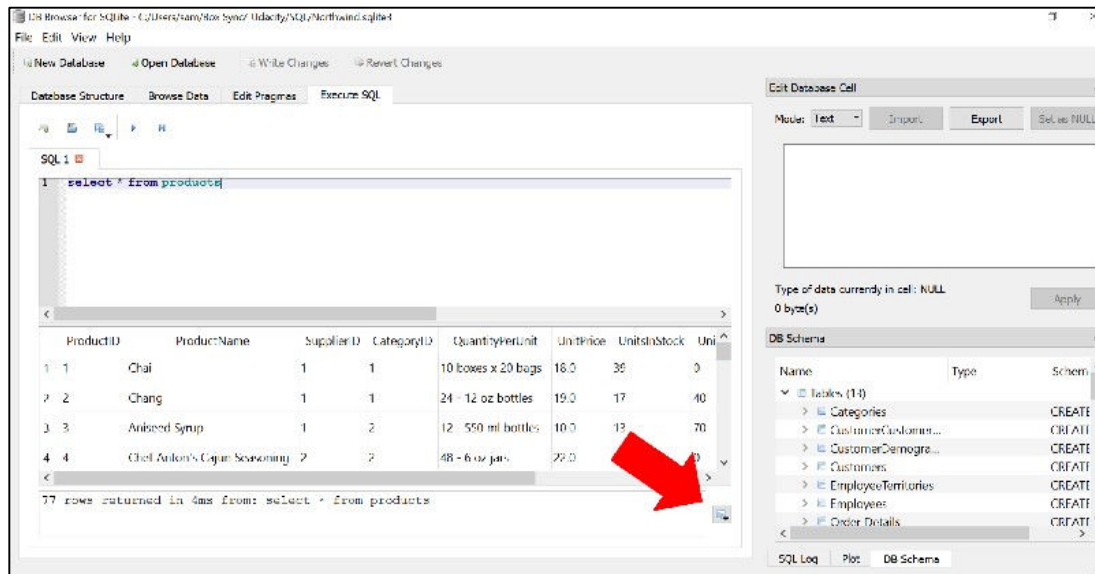 DB Browser for SQLite - C:/Users/sam/Box Sync/Udacity/SQL/Northwind.sqlite3
File Edit View Help
New Database Open Database Write Changes Revert Changes
Database Structure Browse Data Edit Pragmas Execute SQL
SQL 1
1 select * from products
ProductID ProductName SupplierID CategoryID QuantityPerUnit UnitPrice UnitsInStock Uni
1 1 Chai 1 1 10 boxes x 20 bags 18.0 39 0
2 2 Chang 1 1 24 - 12 oz bottles 19.0 17 40
3 3 Aniseed Syrup 1 2 12 - 550 ml bottles 10.0 13 70
4 4 Chef Anton's Cajun Seasoning 2 2 48 - 6 oz jars 22.0
77 rows returned in 4ms from: select * from products
Edit Database Cell
Mode: Text Import Export Set as NULL
Type of data currently in cell: NULL
0 byte(s)
Apply
DB Schema
Name Type Schem
Tables (13)
Categories CREATE
CustomerCustomer... CREATE
CustomerDemogra... CREATE
Customers CREATE
EmployeeTerritories CREATE
Employees CREATE
Order Details CREATE
SQL Log Plot DB Schema